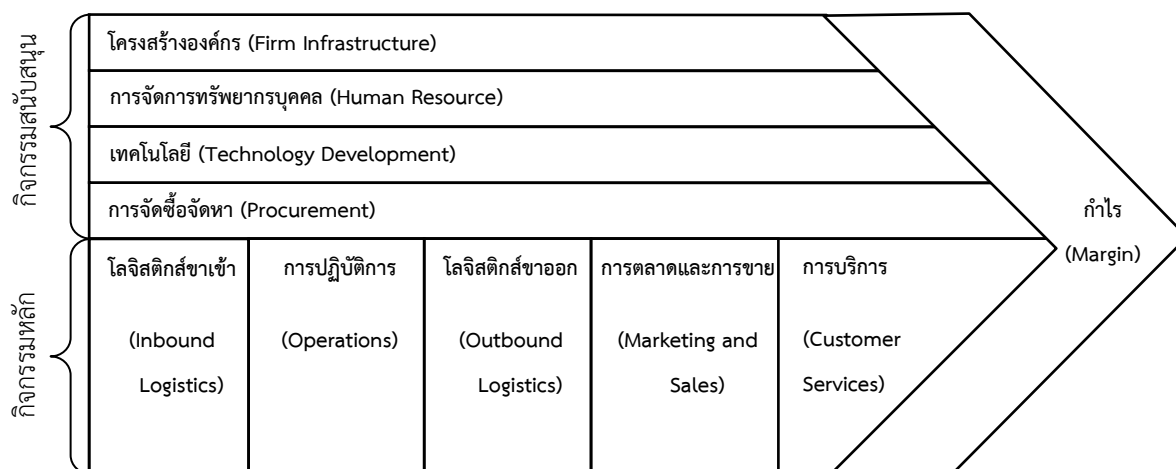 กิจกรรมสนับสนุน
โครงสร้างองค์กร (Firm Infrastructure)
การจัดการทรัพยากรบุคคล (Human Resource)
เทคโนโลยี (Technology Development)
การจัดซื้อจัดหา (Procurement)
กำไร
(Margin)
กิจกรรมหลัก
โลจิสติกส์ขาเข้า
(Inbound
Logistics)
การปฏิบัติการ
(Operations)
โลจิสติกส์ขาออก
(Outbound
Logistics)
การตลาดและการขาย
(Marketing and
Sales)
การบริการ
(Customer
Services)